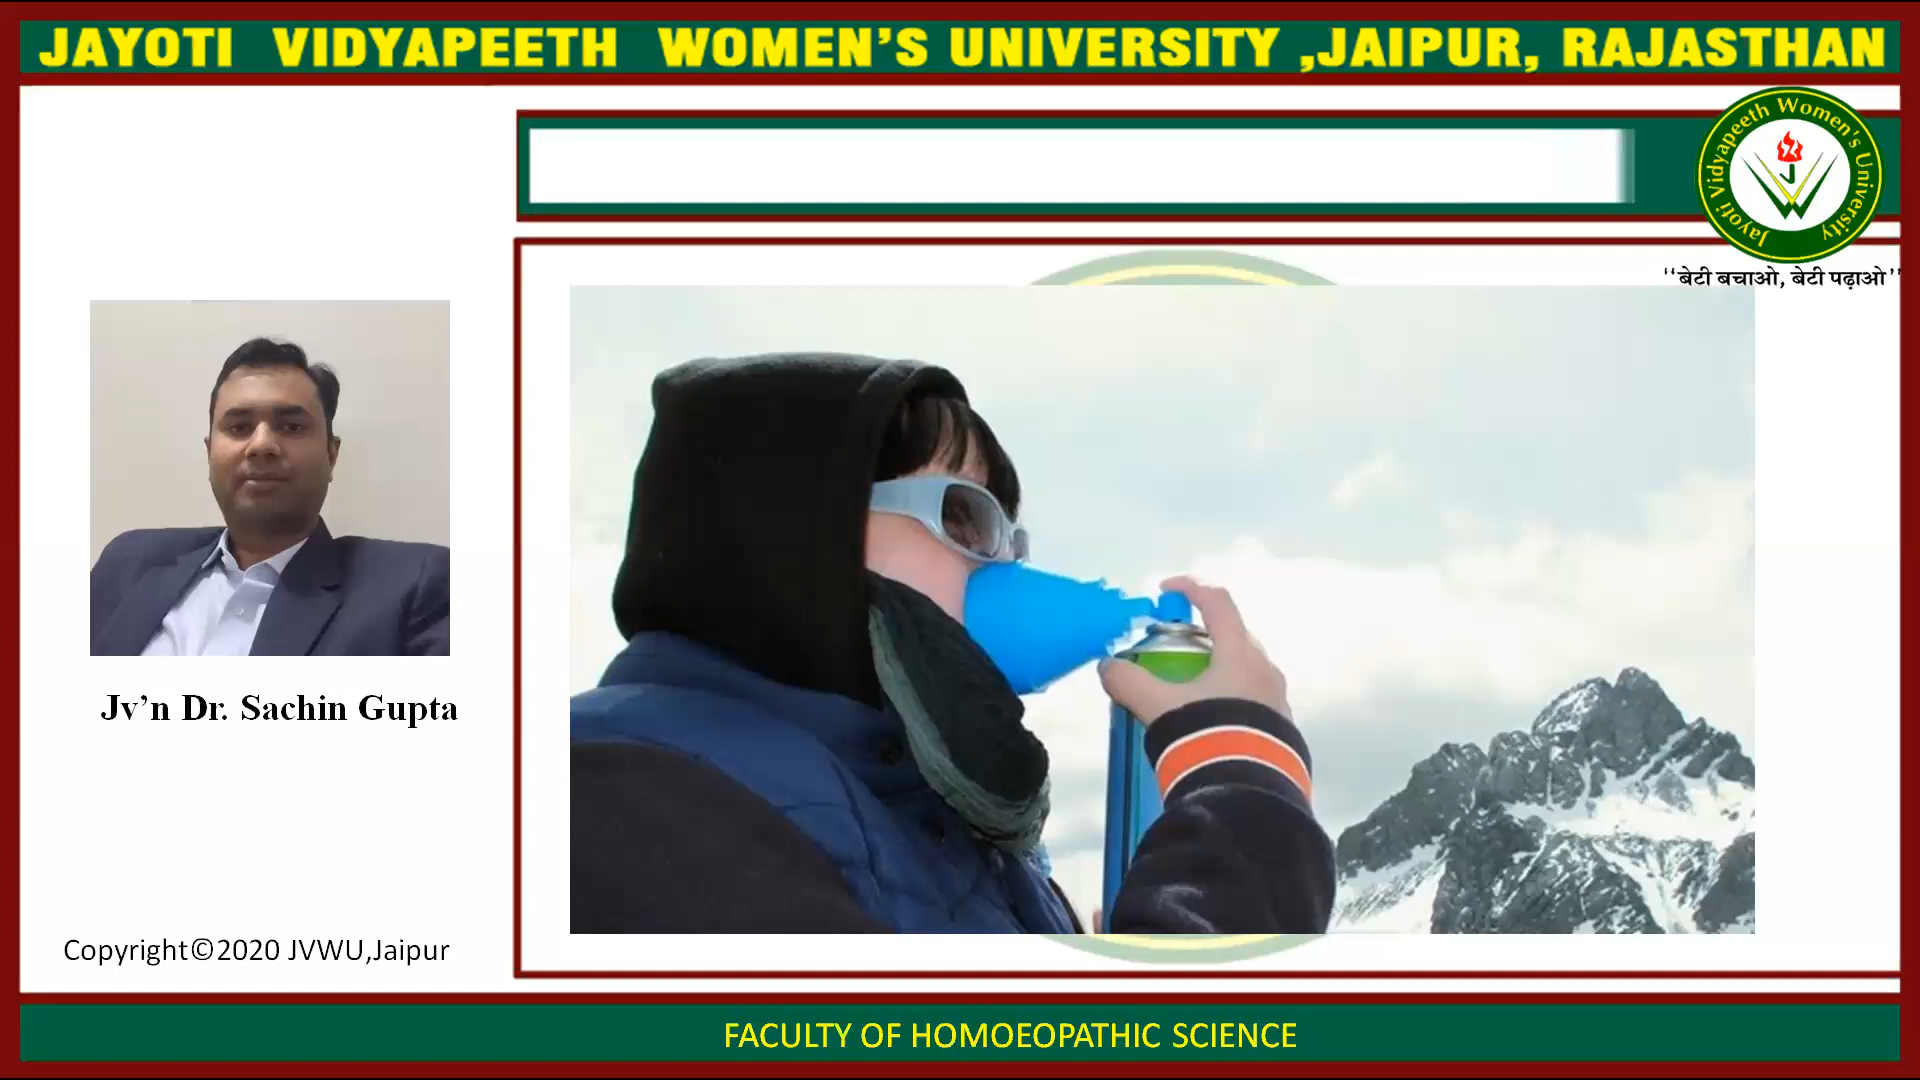 JAYOTI VIDYAPEETH WOMEN'S UNIVERSITY ,JAIPUR, RAJASTHAN
Jayoti Vidyapeeth Women's University
J
W
‘‘बेटी बचाओ, बेटी पढ़ाओ’’
Jv’n Dr. Sachin Gupta
Copyright©2020 JVWU,Jaipur
FACULTY OF HOMOEOPATHIC SCIENCE